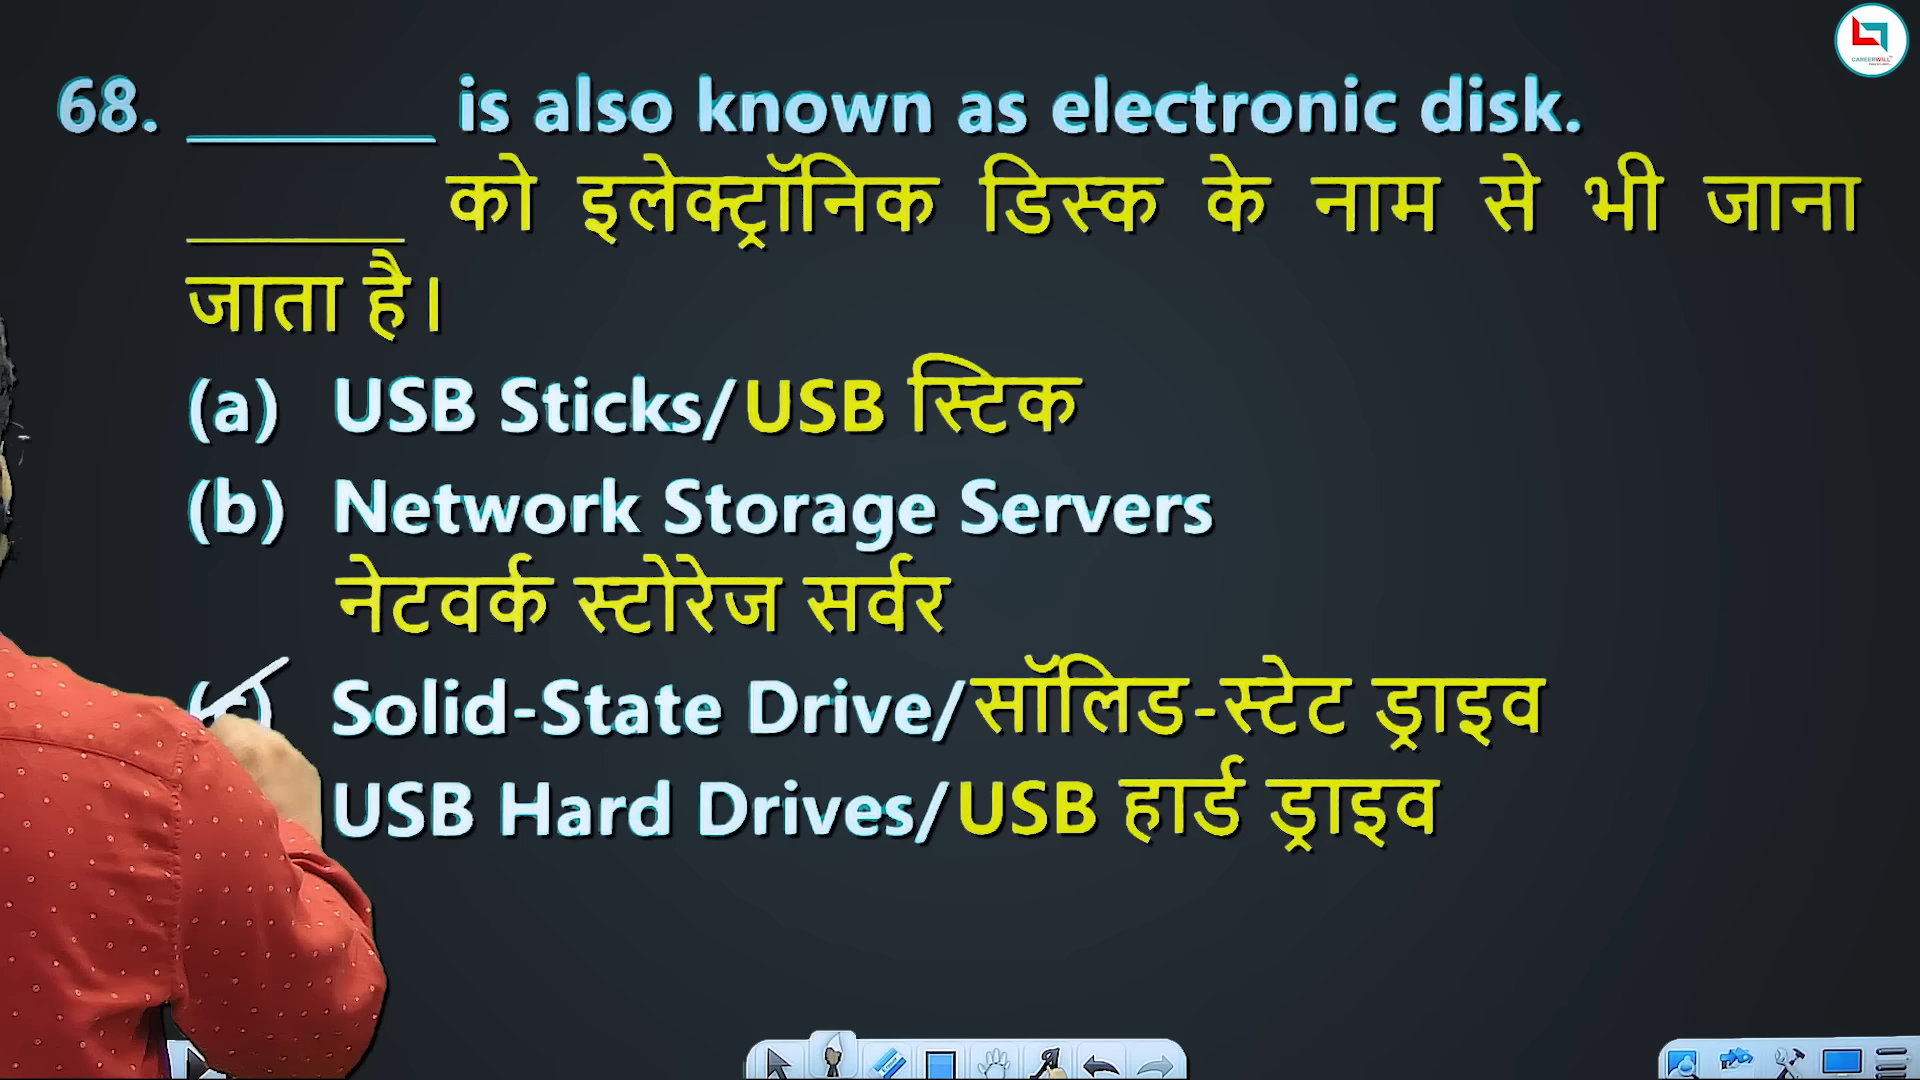 CAREERWILL
68. ________ is also known as electronic disk.
________ को इलेक्ट्रॉनिक डिस्क के नाम से भी जाना
जाता है।
(a) USB Sticks/USB स्टिक
(b) Network Storage Servers
नेटवर्क स्टोरेज सर्वर
(c) Solid-State Drive/सॉलिड-स्टेट ड्राइव
USB Hard Drives/USB हार्ड ड्राइव